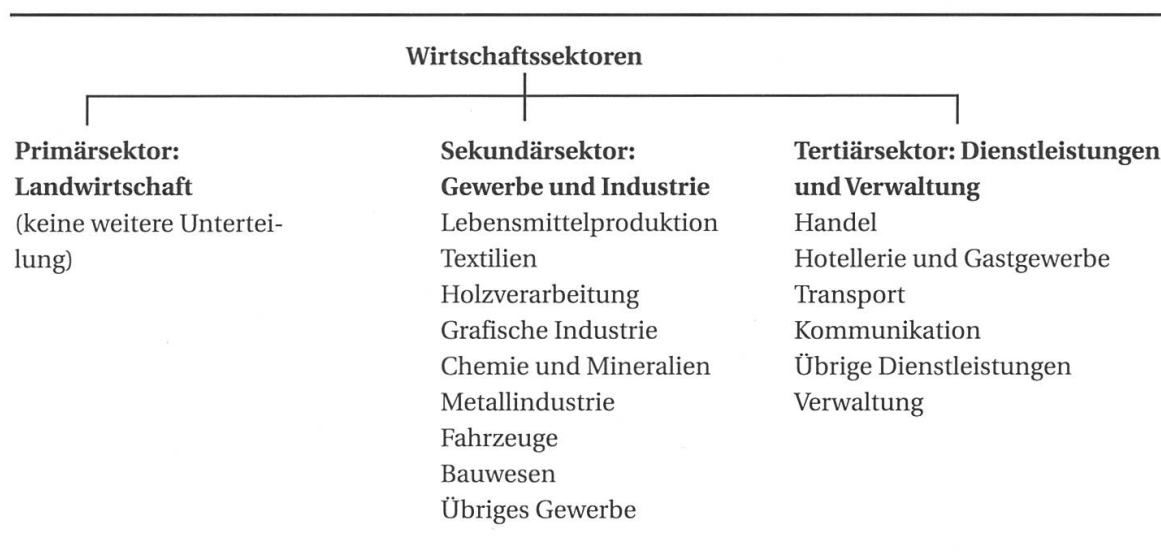 Wirtschaftssektoren
Primärsektor:
Landwirtschaft
(keine weitere Untertei-
lung)
Sekundärsektor:
Gewerbe und Industrie
Lebensmittelproduktion
Textilien
Holzverarbeitung
Grafische Industrie
Chemie und Mineralien
Metallindustrie
Fahrzeuge
Bauwesen
Übriges Gewerbe
Tertiärsektor: Dienstleistungen
und Verwaltung
Handel
Hotellerie und Gastgewerbe
Transport
Kommunikation
Übrige Dienstleistungen
Verwaltung